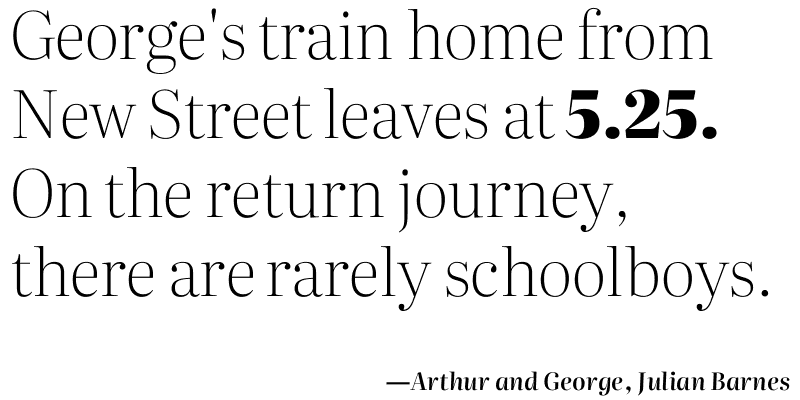 George's train home from
New Street leaves at 5.25.
On the return journey,
there are rarely schoolboys.
—Arthur and George, Julian Barnes